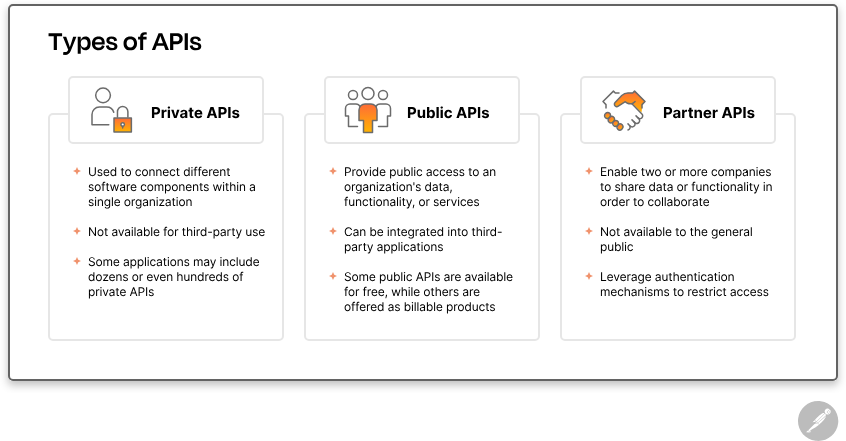 Types of APIs
Private APIs
Used to connect different
software components within a
single organization
Not available for third-party use
Some applications may include
dozens or even hundreds of
private APIs
Public APIs
Provide public access to an
organization's data,
functionality, or services
Can be integrated into third-
party applications
Some public APIs are available
for free, while others are
offered as billable products
Partner APIs
Enable two or more companies
to share data or functionality in
order to collaborate
Not available to the general
public
Leverage authentication
mechanisms to restrict access